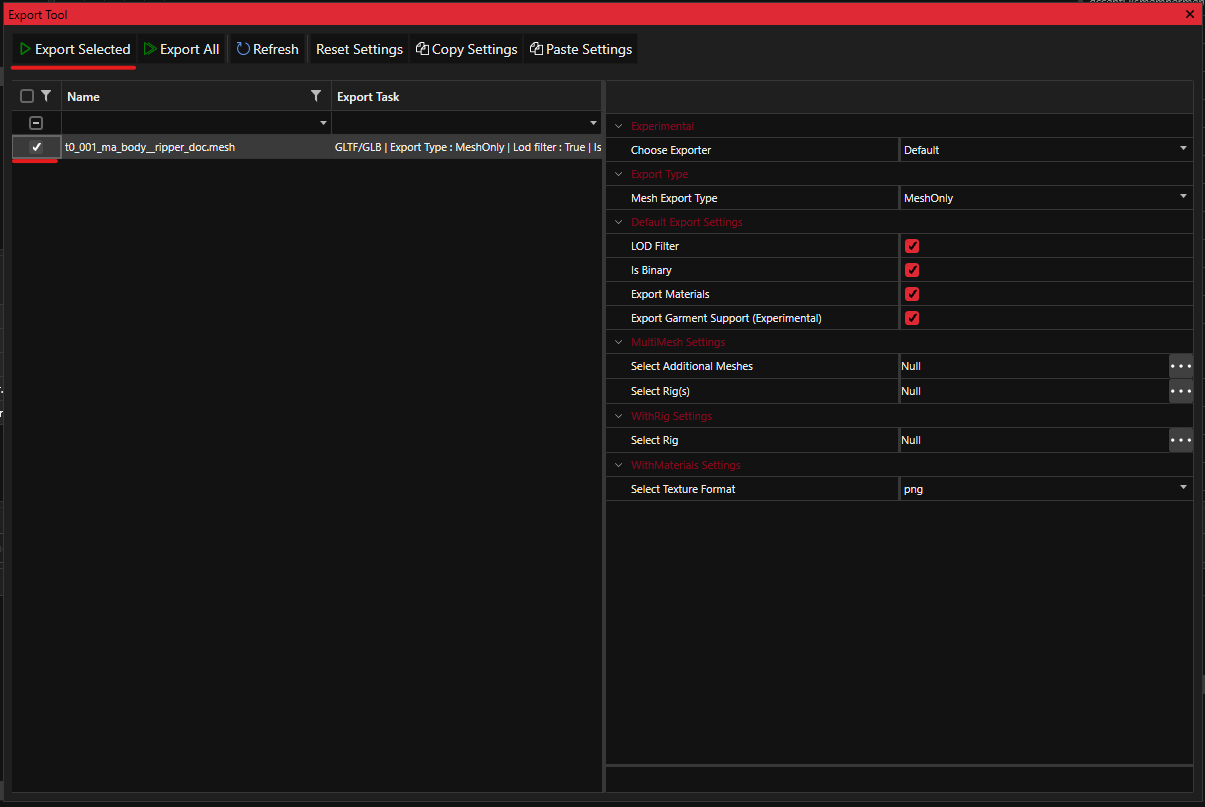 Export Tool
Export Selected Export All Refresh Reset Settings Copy Settings Paste Settings
Name Export Task
t0_001_ma_body__ripper_doc.mesh GLTF/GLB | Export Type : MeshOnly | Lod filter : True | Is
Experimental
Choose Exporter Default
Export Type
Mesh Export Type MeshOnly
Default Export Settings
LOD Filter
Is Binary
Export Materials
Export Garment Support (Experimental)
MultiMesh Settings
Select Additional Meshes Null
Select Rig(s) Null
WithRig Settings
Select Rig Null
WithMaterials Settings
Select Texture Format png